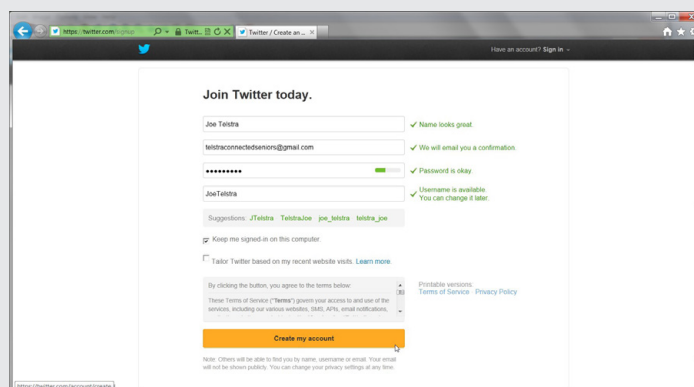 https://twitter.com/signup
Twitt...
Twitter / Create an ...
Have an account? Sign in
Join Twitter today.
Joe Telstra
Name looks great.
telstraconnectedseniors@gmail.com
We will email you a confirmation.
•••••••••
Password is okay.
JoeTelstra
Username is available.
You can change it later.
Suggestions: JTelstra TelstraJoe joe_telstra telstra_joe
Keep me signed-in on this computer.
Tailor Twitter based on my recent website visits. Learn more.
By clicking the button, you agree to the terms below:
Printable versions:
Terms of Service · Privacy Policy
These Terms of Service ("Terms") govern your access to and use of the
services, including our various websites, SMS, APIs, email notifications,
Create my account
Note: Others will be able to find you by name, username or email. Your email
will not be shown publicly. You can change your privacy settings at any time.
https://twitter.com/account/create